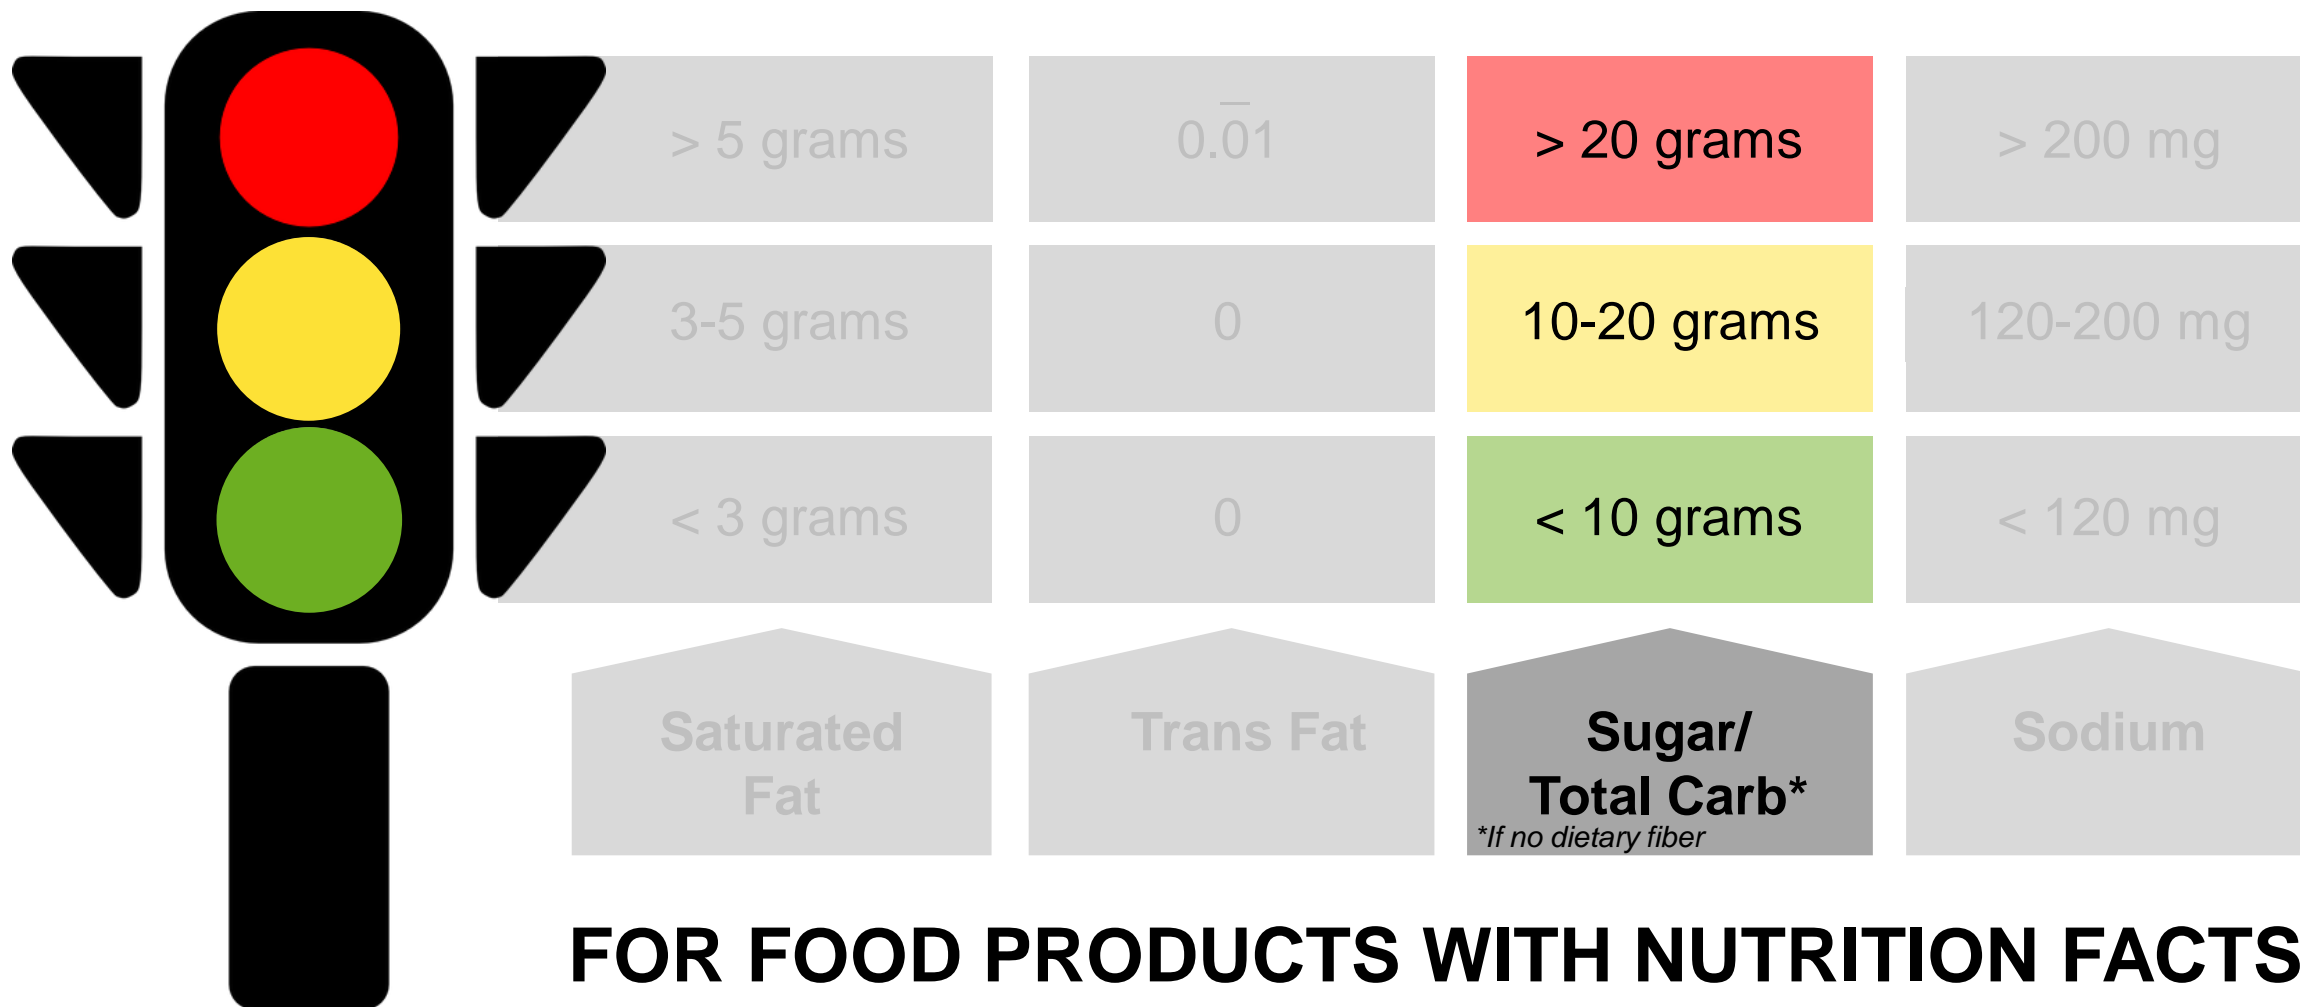 > 5 grams
0.01
> 20 grams
> 200 mg
3-5 grams
0
10-20 grams
120-200 mg
< 3 grams
0
< 10 grams
< 120 mg
Saturated
Fat
Trans Fat
Sugar/
Total Carb*
*If no dietary fiber
Sodium
FOR FOOD PRODUCTS WITH NUTRITION FACTS